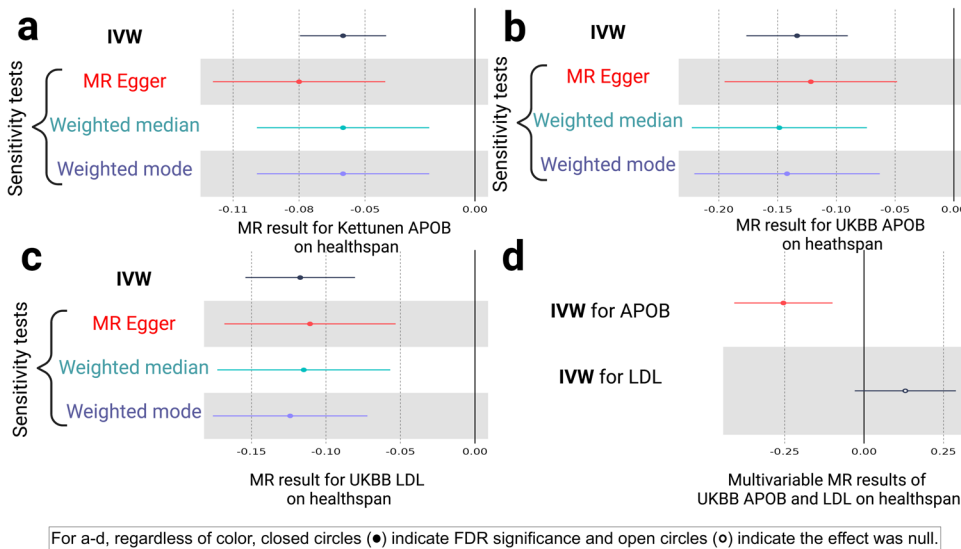 a
IVW
Sensitivity tests
MR Egger
Weighted median
Weighted mode
-0.11 -0.08 -0.05 0.00
MR result for Kettunen APOB
on healthspan
b
IVW
Sensitivity tests
MR Egger
Weighted median
Weighted mode
-0.20 -0.15 -0.10 -0.05 0.00
MR result for UKBB APOB
on heathspan
c
IVW
Sensitivity tests
MR Egger
Weighted median
Weighted mode
-0.15 -0.10 -0.05 0.00
MR result for UKBB LDL
on healthspan
d
IVW for APOB
IVW for LDL
-0.25 0.00 0.25
Multivariable MR results of
UKBB APOB and LDL on healthspan
For a-d, regardless of color, closed circles (●) indicate FDR significance and open circles (○) indicate the effect was null.